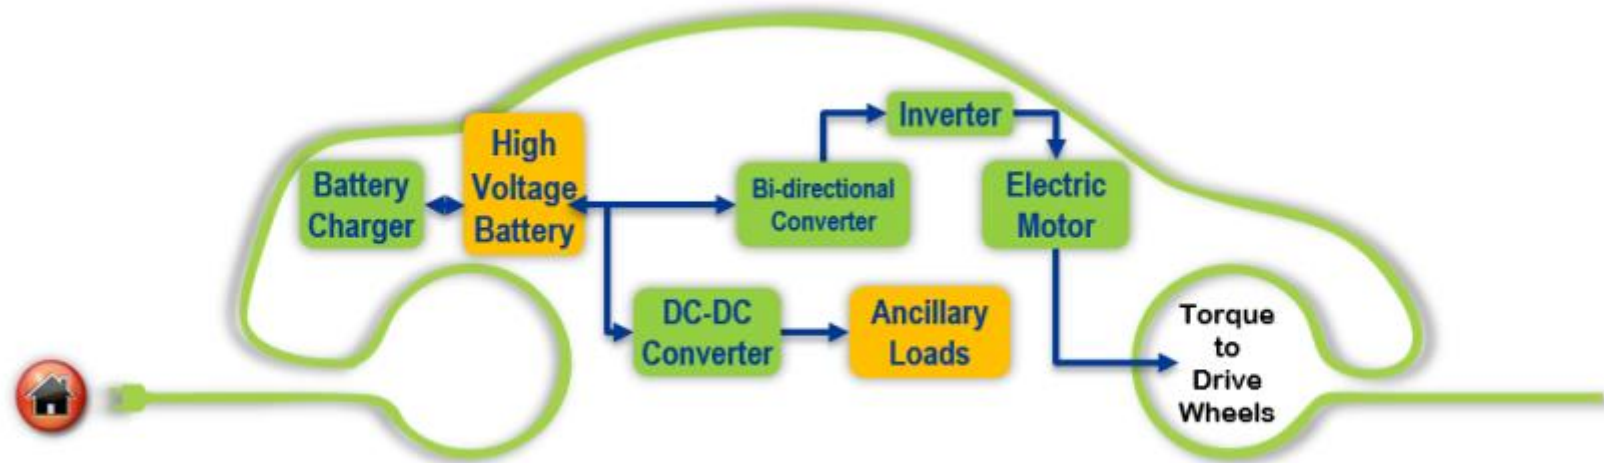 Battery
Charger
High
Voltage
Battery
Bi-directional
Converter
Inverter
Electric
Motor
DC-DC
Converter
Ancillary
Loads
Torque
to
Drive
Wheels